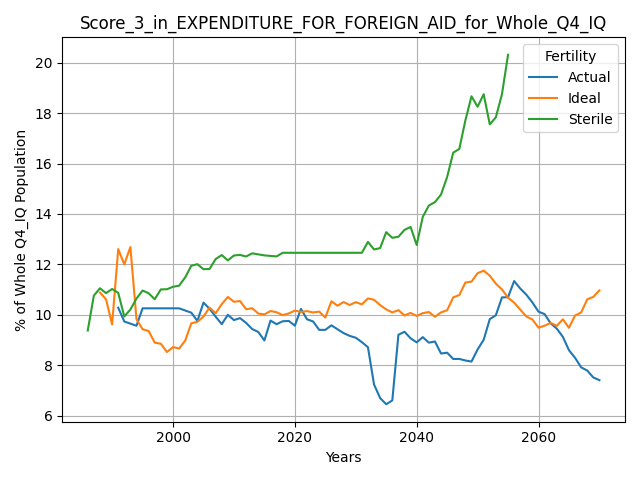 Score_3_in_EXPENDITURE_FOR_FOREIGN_AID_for_Whole_Q4_IQ
Fertility
Actual
Ideal
Sterile
% of Whole Q4_IQ Population
20
18
16
14
12
10
8
6
2000
2020
2040
2060
Years